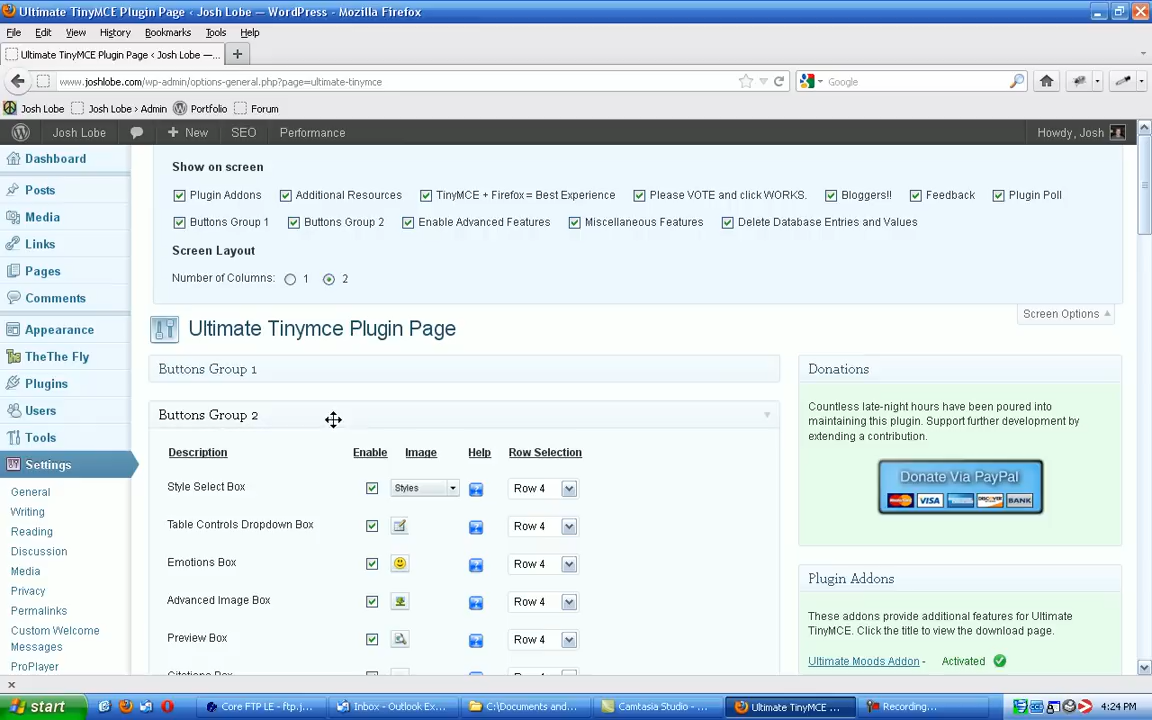 Ultimate TinyMCE Plugin Page ‹ Josh Lobe — WordPress - Mozilla Firefox
File Edit View History Bookmarks Tools Help
Ultimate TinyMCE Plugin Page ‹ Josh Lobe —...
www.joshlobe.com/wp-admin/options-general.php?page=ultimate-tinymce
Google
Josh Lobe Josh Lobe › Admin Portfolio Forum
Josh Lobe + New SEO Performance Howdy, Josh
Dashboard
Posts
Media
Links
Pages
Comments
Appearance
TheThe Fly
Plugins
Users
Tools
Settings
General
Writing
Reading
Discussion
Media
Privacy
Permalinks
Custom Welcome
Messages
ProPlayer
Show on screen
Plugin Addons Additional Resources TinyMCE + Firefox = Best Experience Please VOTE and click WORKS. Bloggers!! Feedback Plugin Poll
Buttons Group 1 Buttons Group 2 Enable Advanced Features Miscellaneous Features Delete Database Entries and Values
Screen Layout
Number of Columns: 1 2
Screen Options
Ultimate Tinymce Plugin Page
Buttons Group 1
Buttons Group 2
Description Enable Image Help Row Selection
Style Select Box Styles Row 4
Table Controls Dropdown Box Row 4
Emotions Box Row 4
Advanced Image Box Row 4
Preview Box Row 4
Citations Box Row 4
Donations
Countless late-night hours have been poured into
maintaining this plugin. Support further development by
extending a contribution.
Donate Via PayPal
MasterCard VISA DISCOVER BANK
Plugin Addons
These addons provide additional features for Ultimate
TinyMCE. Click the title to view the download page.
Ultimate Moods Addon - Activated
start Core FTP LE - ftp.j... Inbox - Outlook Ex... C:\Documents and... Camtasia Studio - ... Ultimate TinyMCE ... Recording... 4:24 PM